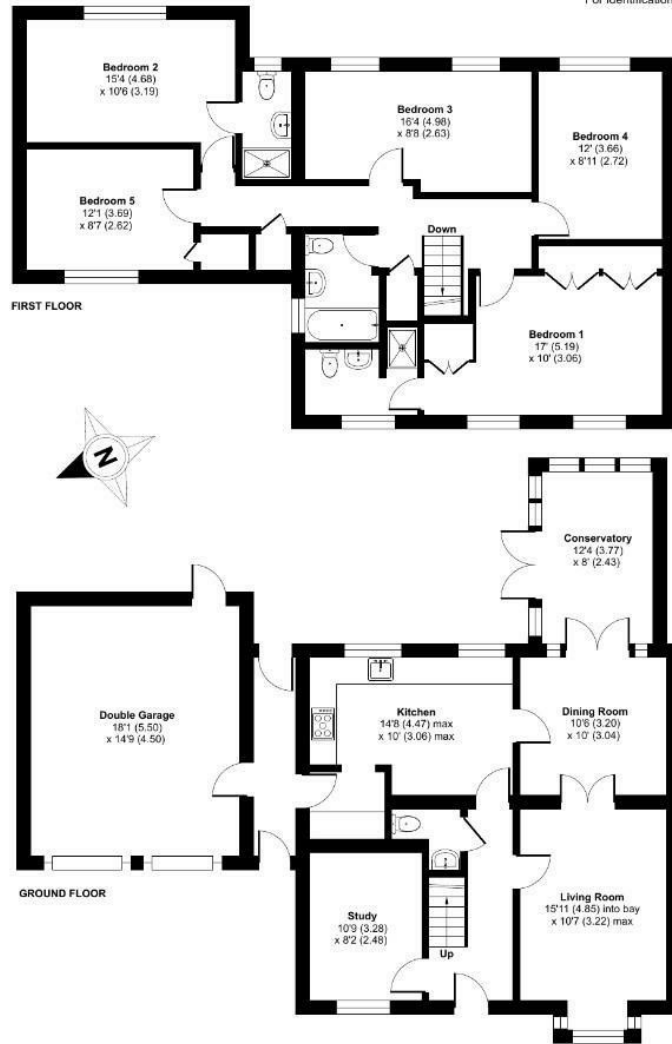 For Identification
Bedroom 2
15'4 (4.68)
x 10'6 (3.19)
Bedroom 3
16'4 (4.98)
x 8'8 (2.63)
Bedroom 4
12' (3.66)
x 8'11 (2.72)
Bedroom 5
12'1 (3.69)
x 8'7 (2.62)
Down
FIRST FLOOR
Bedroom 1
17' (5.19)
x 10' (3.06)
N
Conservatory
12'4 (3.77)
x 8' (2.43)
Double Garage
18'1 (5.50)
x 14'9 (4.50)
Kitchen
14'8 (4.47) max
x 10' (3.06) max
Dining Room
10'6 (3.20)
x 10' (3.04)
GROUND FLOOR
Study
10'9 (3.28)
x 8'2 (2.48)
Up
Living Room
15'11 (4.85) into bay
x 10'7 (3.22) max